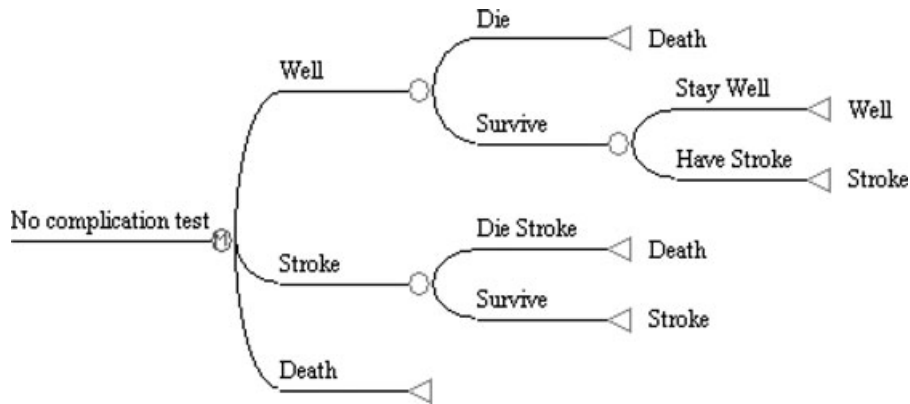 Die
Death
Well
Stay Well
Well
Survive
Have Stroke
Stroke
No complication test
M
Die Stroke
Death
Stroke
Survive
Stroke
Death